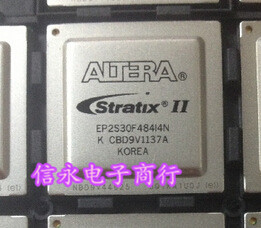 ALTERA®
Stratix® II
EP2S30F484I4N
K CBD9V1137A
KOREA
信永电子商行